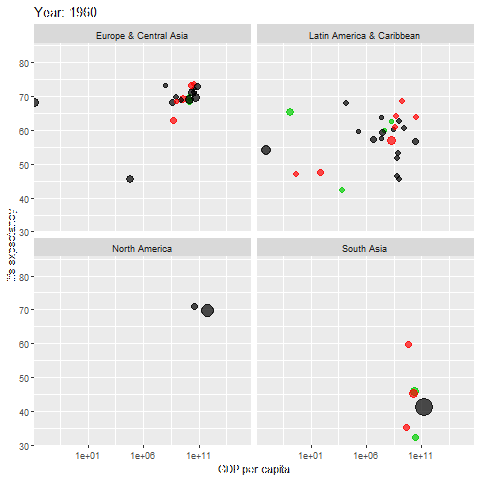 Year: 1960
Europe & Central Asia
Latin America & Caribbean
80
70
60
50
40
30
life expectancy
North America
South Asia
80
70
60
50
40
30
1e+01
1e+06
1e+11
1e+01
1e+06
1e+11
GDP per capita